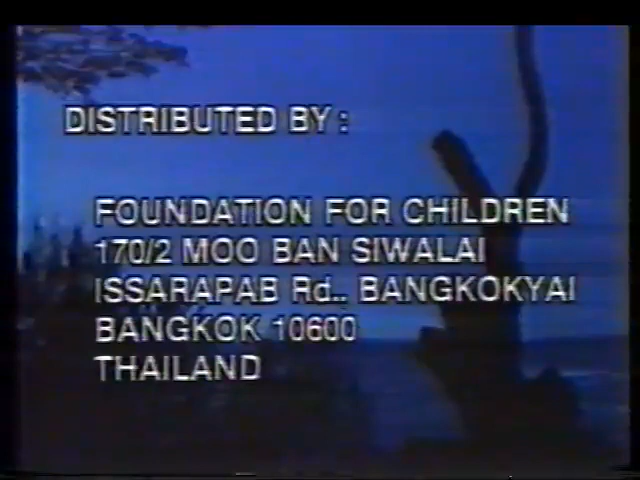 DISTRIBUTED BY :
FOUNDATION FOR CHILDREN
170/2 MOO BAN SIWALAI
ISSARAPAB Rd.. BANGKOKYAI
BANGKOK 10600
THAILAND